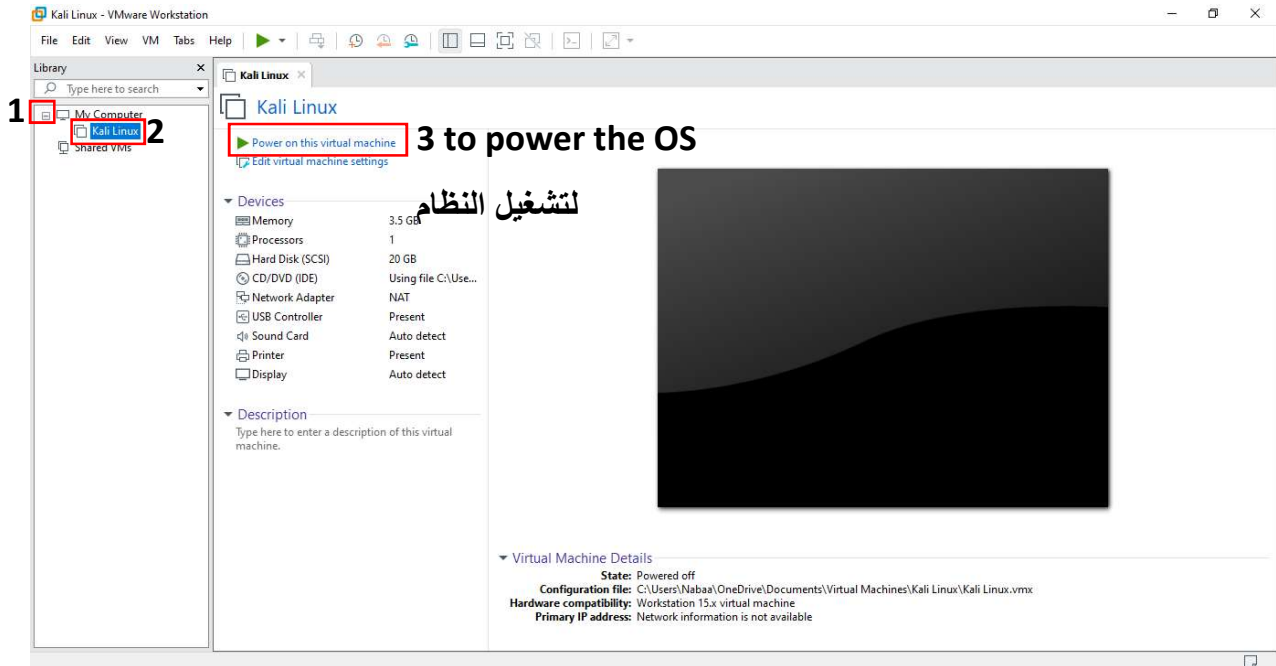 Kali Linux - VMware Workstation
File Edit View VM Tabs Help
Library
Type here to search
1
My Computer
Kali Linux
2
Shared VMs
Kali Linux
Kali Linux
Power on this virtual machine
3 to power the OS
Edit virtual machine settings
لتشغيل النظام
Devices
Memory 3.5 GB
Processors 1
Hard Disk (SCSI) 20 GB
CD/DVD (IDE) Using file C:\Use...
Network Adapter NAT
USB Controller Present
Sound Card Auto detect
Printer Present
Display Auto detect
Description
Type here to enter a description of this virtual
machine.
Virtual Machine Details
State: Powered off
Configuration file: C:\Users\Nabaa\OneDrive\Documents\Virtual Machines\Kali Linux\Kali Linux.vmx
Hardware compatibility: Workstation 15.x virtual machine
Primary IP address: Network information is not available